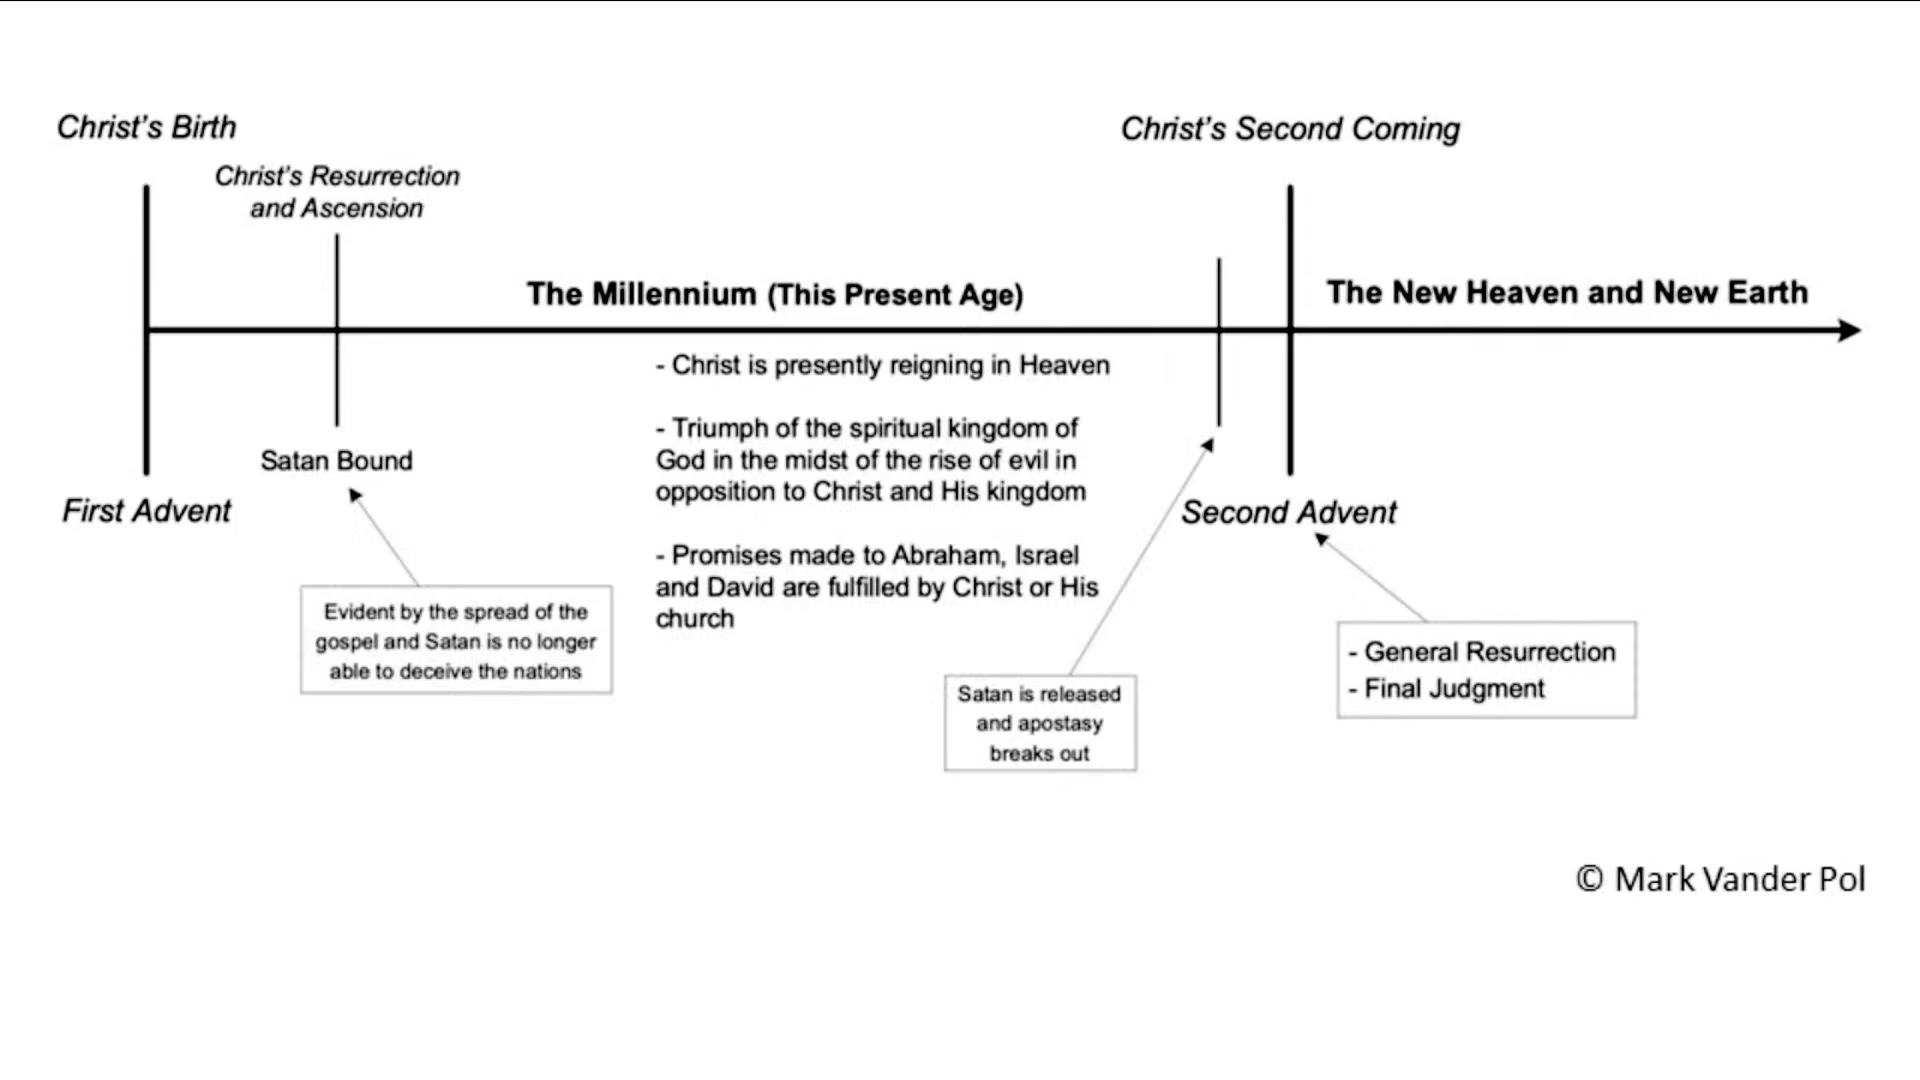 Christ's Birth
Christ's Second Coming
Christ's Resurrection
and Ascension
The Millennium (This Present Age)
The New Heaven and New Earth
- Christ is presently reigning in Heaven
- Triumph of the spiritual kingdom of
God in the midst of the rise of evil in
opposition to Christ and His kingdom
- Promises made to Abraham, Israel
and David are fulfilled by Christ or His
church
Satan Bound
First Advent
Second Advent
Evident by the spread of the
gospel and Satan is no longer
able to deceive the nations
Satan is released
and apostasy
breaks out
- General Resurrection
- Final Judgment
© Mark Vander Pol